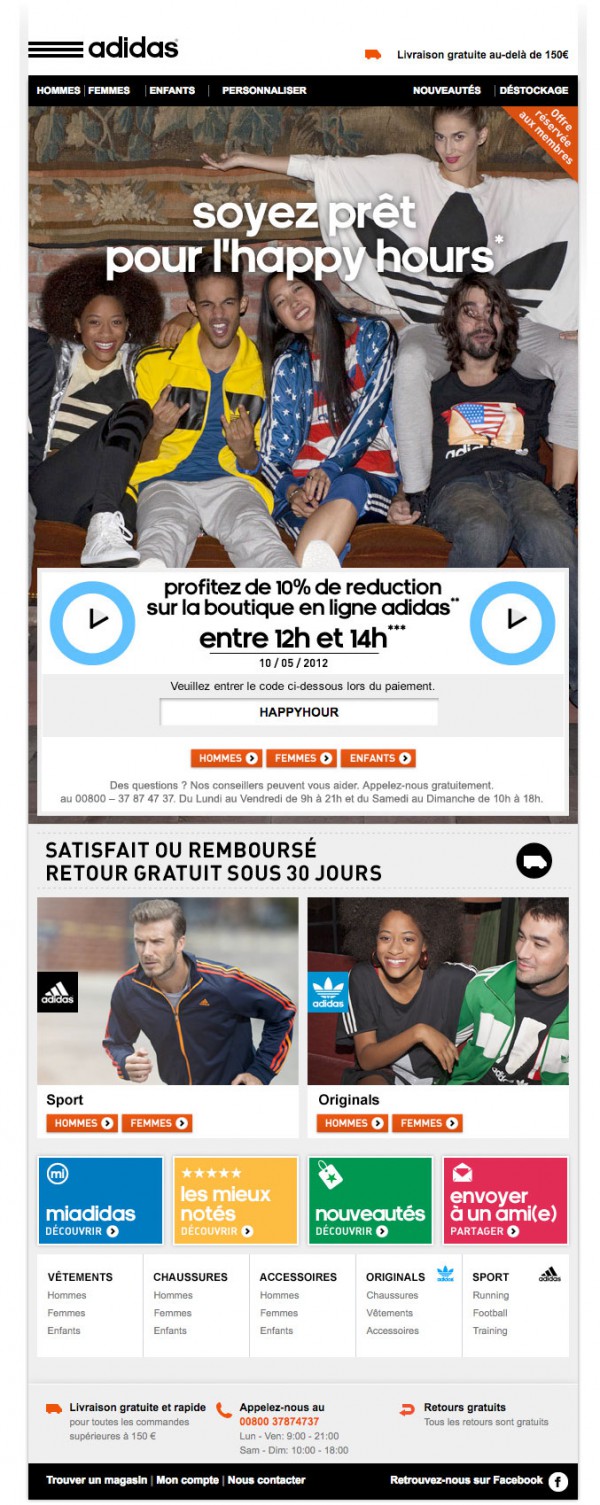 adidas
Livraison gratuite au-delà de 150€
HOMMES | FEMMES | ENFANTS | PERSONNALISER NOUVEAUTÉS | DÉSTOCKAGE
Offre
réservée
aux membres
soyez prêt
pour l'happy hours*
adidas
profitez de 10% de reduction
sur la boutique en ligne adidas**
entre 12h et 14h***
10 / 05 / 2012
Veuillez entrer le code ci-dessous lors du paiement.
HAPPYHOUR
HOMMES FEMMES ENFANTS
Des questions ? Nos conseillers peuvent vous aider. Appelez-nous gratuitement.
au 00800 – 37 87 47 37. Du Lundi au Vendredi de 9h à 21h et du Samedi au Dimanche de 10h à 18h.
SATISFAIT OU REMBOURSÉ
RETOUR GRATUIT SOUS 30 JOURS
adidas
adidas
adidas
Sport
HOMMES FEMMES
Originals
HOMMES FEMMES
mi
miadidas
DÉCOUVRIR
les mieux
notés
DÉCOUVRIR
nouveautés
DÉCOUVRIR
envoyer
à un ami(e)
PARTAGER
VÊTEMENTS
Hommes
Femmes
Enfants
CHAUSSURES
Hommes
Femmes
Enfants
ACCESSOIRES
Hommes
Femmes
Enfants
ORIGINALS
adidas
Chaussures
Vêtements
Accessoires
SPORT
adidas
Running
Football
Training
Livraison gratuite et rapide
pour toutes les commandes
supérieures à 150 €
Appelez-nous au
00800 37874737
Lun - Ven: 9:00 - 21:00
Sam - Dim: 10:00 - 18:00
Retours gratuits
Tous les retours sont gratuits
Trouver un magasin | Mon compte | Nous contacter
Retrouvez-nous sur Facebook f